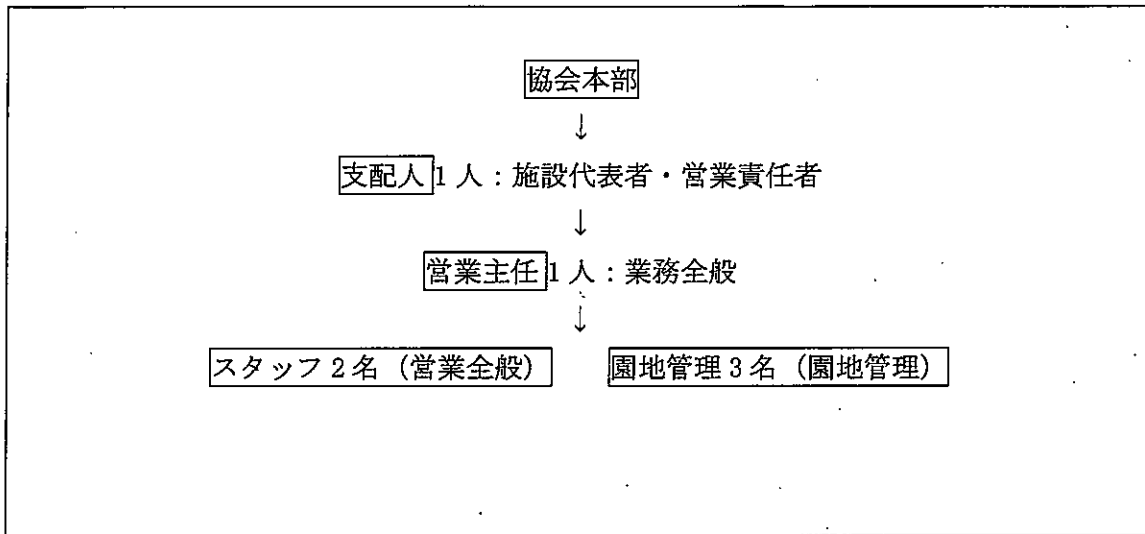 協会本部
↓
支配人1人：施設代表者・営業責任者
↓
営業主任1人：業務全般
↓
スタッフ2名（営業全般） 園地管理3名（園地管理）